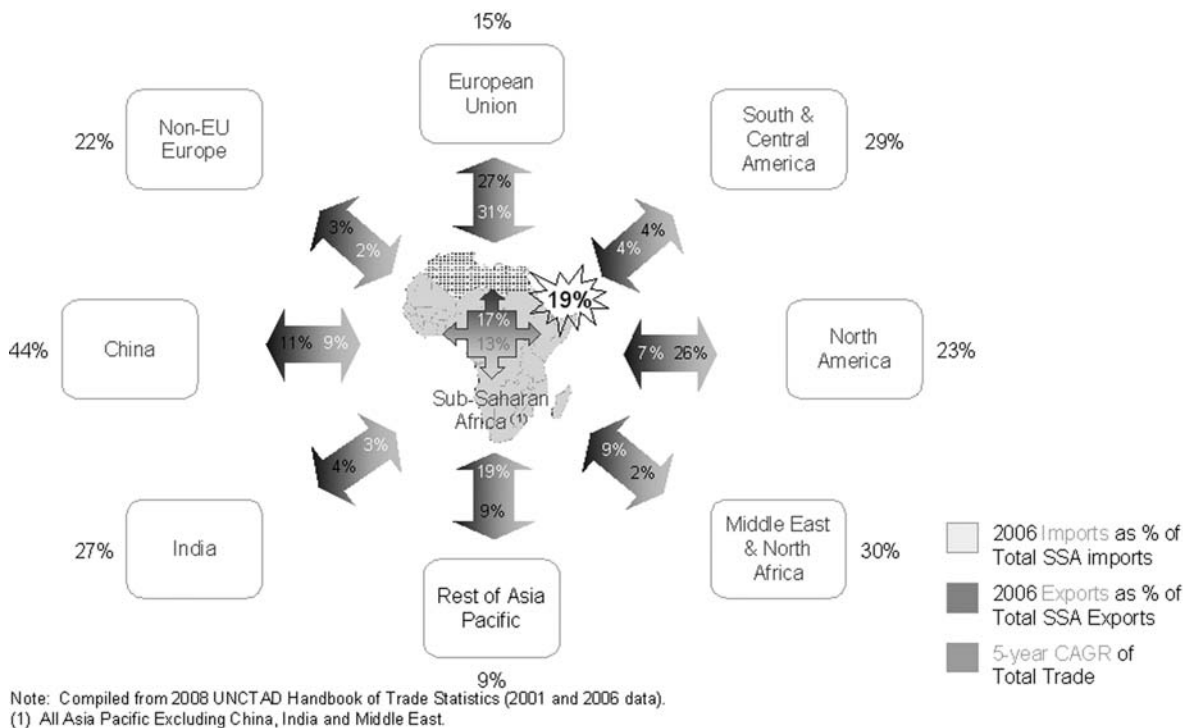 15%
European
Union
Non-EU
Europe
22%
South &
Central
America
29%
27%
31%
3%
2%
4%
4%
19%
17%
13%
44%
China
11%
9%
7%
26%
North
America
23%
Sub-Saharan
Africa (1)
3%
4%
19%
9%
9%
2%
27%
India
Rest of Asia
Pacific
9%
Middle East
& North
Africa
30%
2006 Imports as % of
Total SSA imports
2006 Exports as % of
Total SSA Exports
5-year CAGR of
Total Trade
Note: Compiled from 2008 UNCTAD Handbook of Trade Statistics (2001 and 2006 data).
(1) All Asia Pacific Excluding China, India and Middle East.